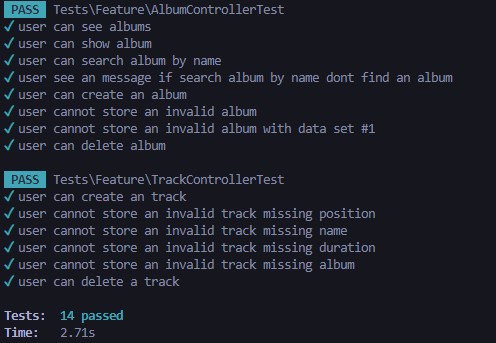 PASS Tests\Feature\AlbumControllerTest
✓ user can see albums
✓ user can show album
✓ user can search album by name
✓ user see an message if search album by name dont find an album
✓ user can create an album
✓ user cannot store an invalid album
✓ user cannot store an invalid album with data set #1
✓ user can delete album
PASS Tests\Feature\TrackControllerTest
✓ user can create an track
✓ user cannot store an invalid track missing position
✓ user cannot store an invalid track missing name
✓ user cannot store an invalid track missing duration
✓ user cannot store an invalid track missing album
✓ user can delete a track
Tests: 14 passed
Time: 2.71s